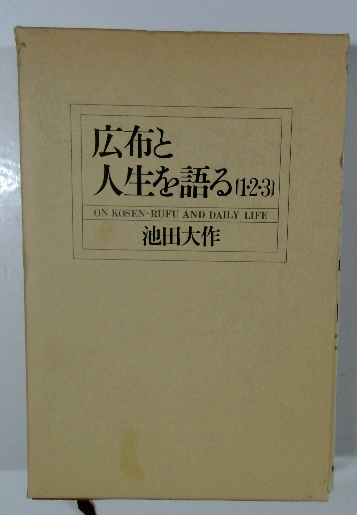 広布と
人生を語る(1・2・3)
ON KOSEN-RUFU AND DAILY LIFE
池田大作